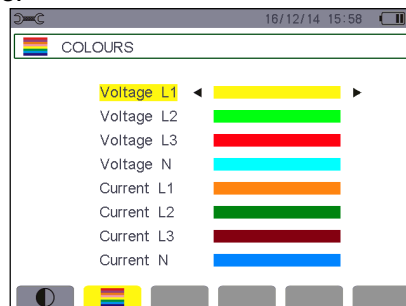 16/12/14 15:58
COLOURS
Voltage L1
Voltage L2
Voltage L3
Voltage N
Current L1
Current L2
Current L3
Current N